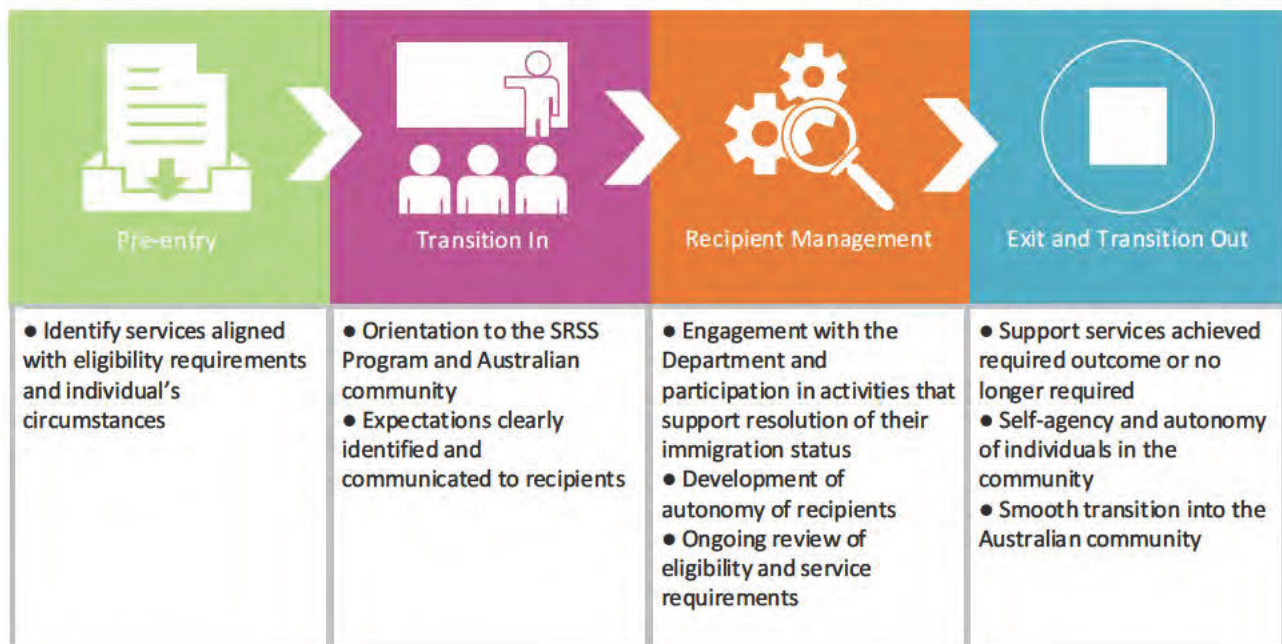 Pre-entry
Transition In
Recipient Management
Exit and Transition Out
● Identify services aligned
with eligibility requirements
and individual's
circumstances
● Orientation to the SRSS
Program and Australian
community
● Expectations clearly
identified and
communicated to recipients
● Engagement with the
Department and
participation in activities that
support resolution of their
immigration status
● Development of
autonomy of recipients
● Ongoing review of
eligibility and service
requirements
● Support services achieved
required outcome or no
longer required
● Self-agency and autonomy
of individuals in the
community
● Smooth transition into the
Australian community